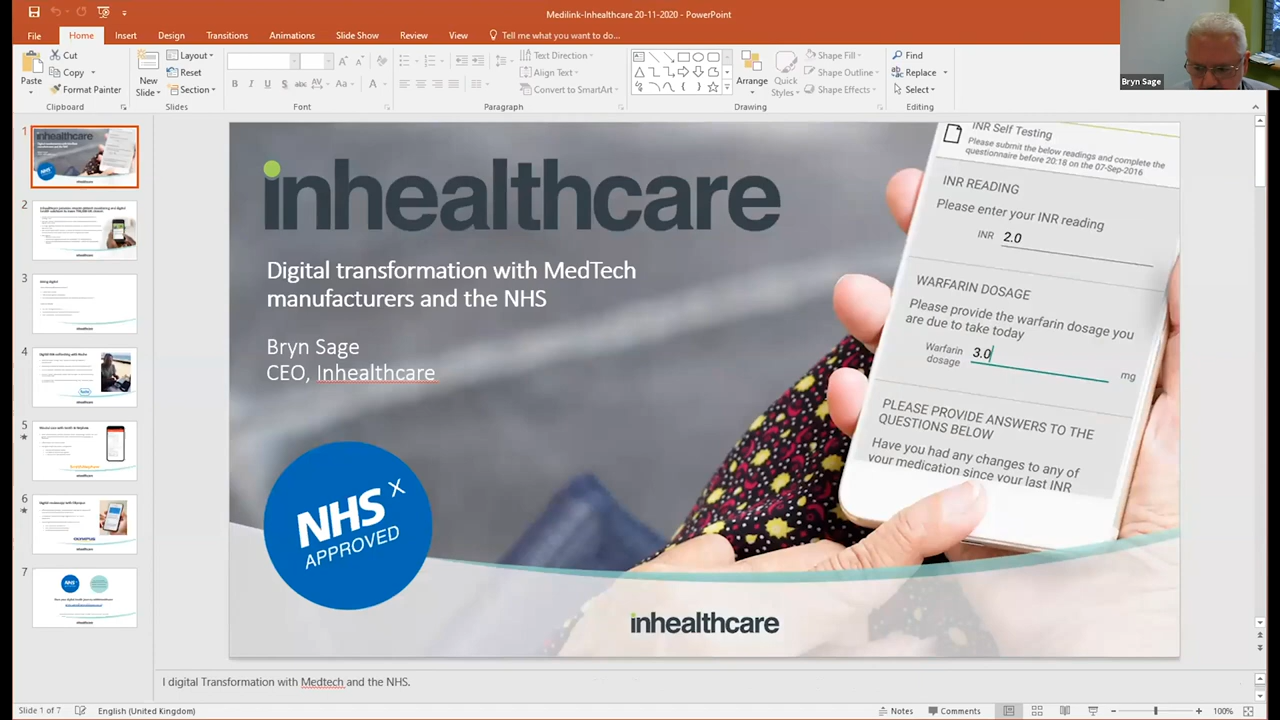 Medilink-Inhealthcare 20-11-2020 - PowerPoint
File Home Insert Design Transitions Animations Slide Show Review View Tell me what you want to do...
Paste
Cut
Copy
Format Painter
Clipboard
New
Slide
Layout
Reset
Section
Slides
Font
Text Direction
Align Text
Convert to SmartArt
Paragraph
Arrange
Quick
Styles
Shape Fill
Shape Outline
Shape Effects
Drawing
Find
Replace
Select
Editing
Bryn Sage
1
2
3
4
5
6
7
inhealthcare
Digital transformation with MedTech
manufacturers and the NHS
Bryn Sage
CEO, Inhealthcare
NHS X
APPROVED
INR Self Testing
Please submit the below readings and complete the
questionnaire before 20:18 on the 07-Sep-2016
INR READING
Please enter your INR reading
INR 2.0
WARFARIN DOSAGE
Please provide the warfarin dosage you
are due to take today
Warfarin
dosage 3.0 mg
PLEASE PROVIDE ANSWERS TO THE
QUESTIONS BELOW
Have you had any changes to any of
your medication since your last INR
inhealthcare
I digital Transformation with Medtech and the NHS.
Slide 1 of 7 English (United Kingdom) Notes Comments 100%